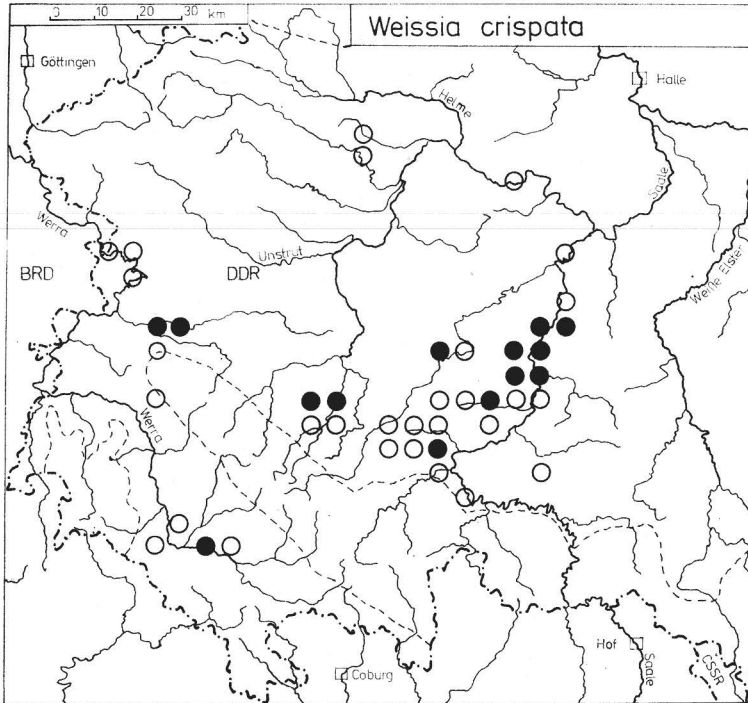 0 10 20 30 km
Weissia crispata
Göttingen
Halle
Helme
Saale
Werra
Unstrut
Weiße Elster
BRD
DDR
Werra
Hof
Saale
CSSR
Coburg